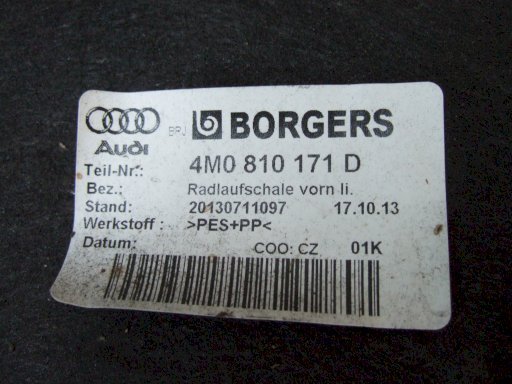 BPJ BORGERS
Audi
Teil-Nr.: 4M0 810 171 D
Bez.: Radlaufschale vorn li.
Stand: 20130711097 17.10.13
Werkstoff : >PES+PP<
Datum: COO: CZ 01K